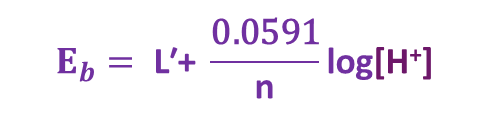 E_b = L′+ 0.0591/n log[H⁺]